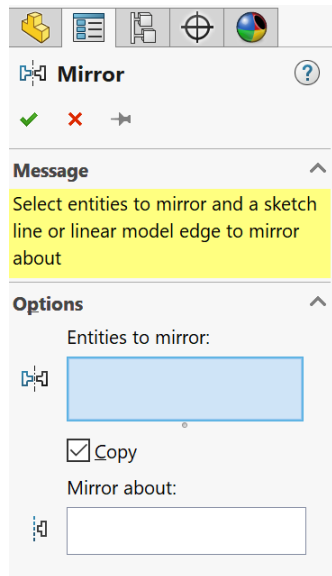 Mirror
?
Message
Select entities to mirror and a sketch
line or linear model edge to mirror
about
Options
Entities to mirror:
Copy
Mirror about: